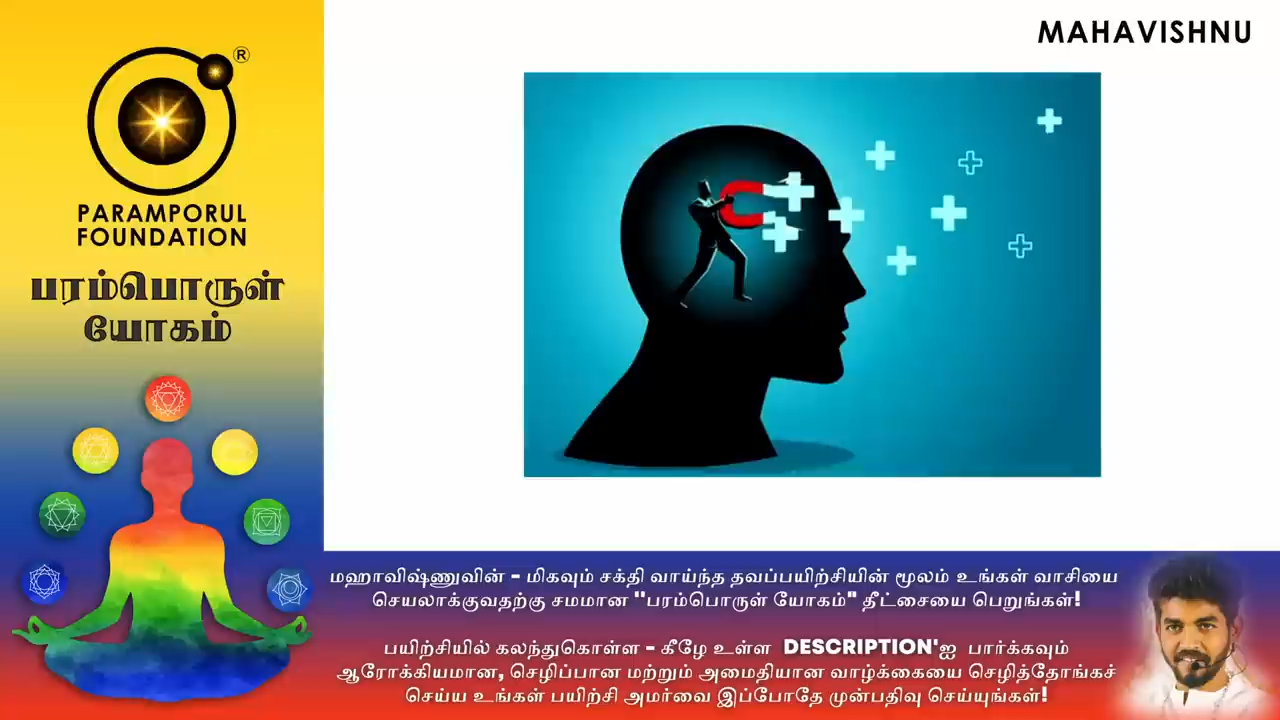 MAHAVISHNU
®
PARAMPORUL
FOUNDATION
பரம்பொருள்
யோகம்
மஹாவிஷ்ணுவின் - மிகவும் சக்தி வாய்ந்த தவப்பயிற்சியின் மூலம் உங்கள் வாசியை
செயலாக்குவதற்கு சமமான "பரம்பொருள் யோகம்" தீட்சையை பெறுங்கள்!
பயிற்சியில் கலந்துகொள்ள - கீழே உள்ள DESCRIPTION'ஐ பார்க்கவும்
ஆரோக்கியமான, செழிப்பான மற்றும் அமைதியான வாழ்க்கையை செழித்தோங்கச்
செய்ய உங்கள் பயிற்சி அமர்வை இப்போதே முன்பதிவு செய்யுங்கள்!